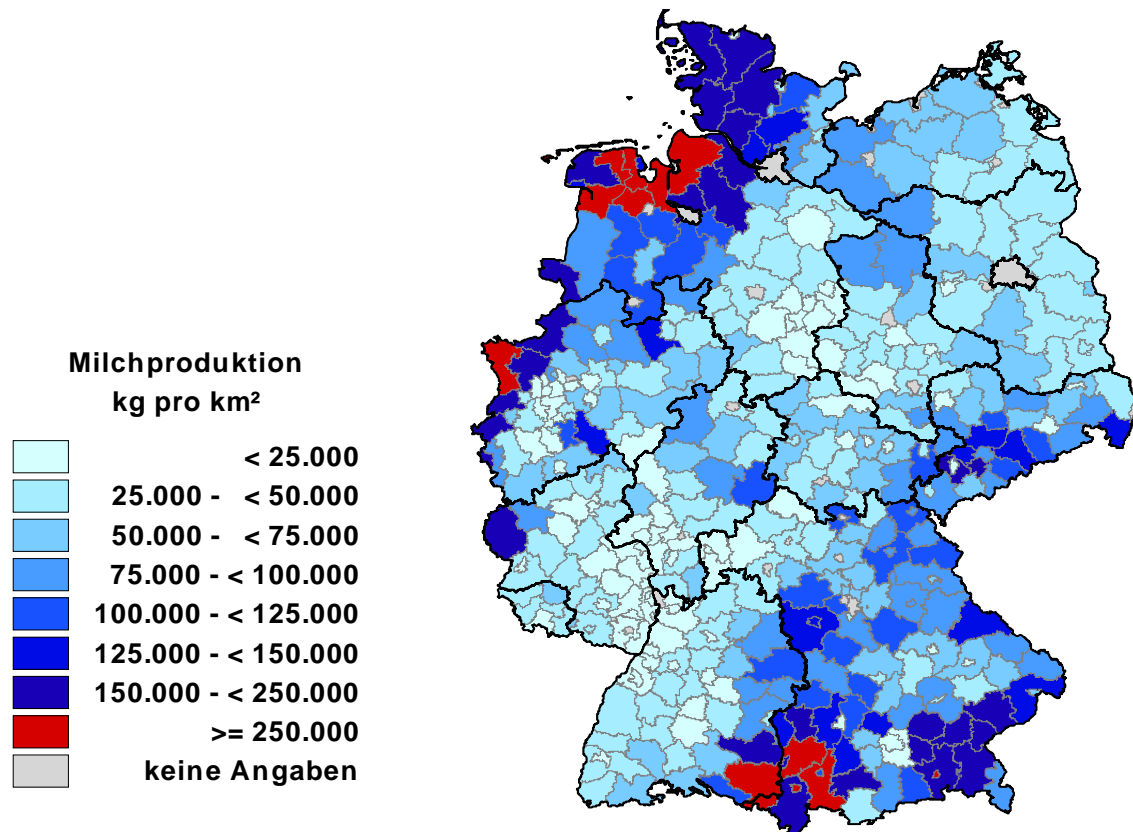 Milchproduktion
kg pro km²
< 25.000
25.000 - < 50.000
50.000 - < 75.000
75.000 - < 100.000
100.000 - < 125.000
125.000 - < 150.000
150.000 - < 250.000
>= 250.000
keine Angaben